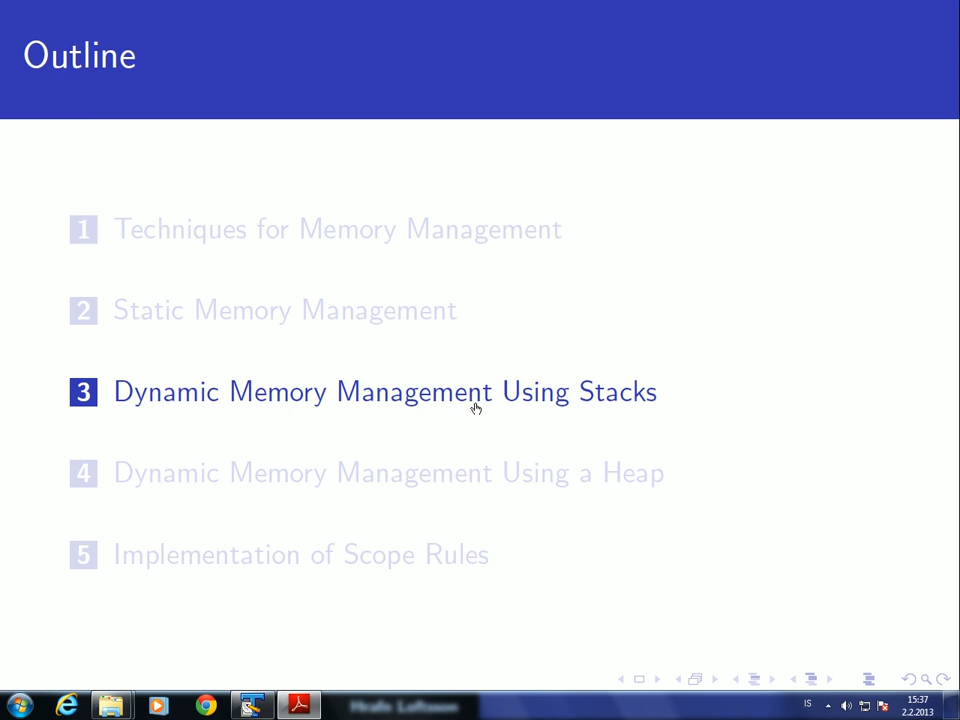 Outline
1 Techniques for Memory Management
2 Static Memory Management
3 Dynamic Memory Management Using Stacks
4 Dynamic Memory Management Using a Heap
5 Implementation of Scope Rules
IS
15:37
2.2.2013